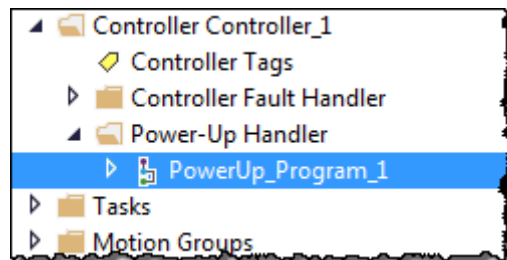 Controller Controller_1
Controller Tags
Controller Fault Handler
Power-Up Handler
PowerUp_Program_1
Tasks
Motion Groups